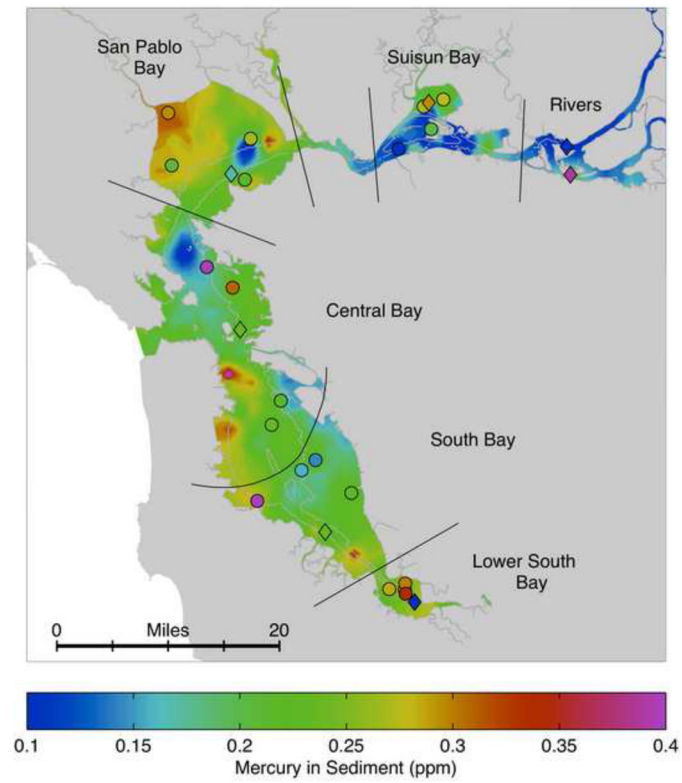 San Pablo
Bay
Suisun Bay
Rivers
Central Bay
South Bay
Lower South
Bay
0 Miles 20
0.1 0.15 0.2 0.25 0.3 0.35 0.4
Mercury in Sediment (ppm)